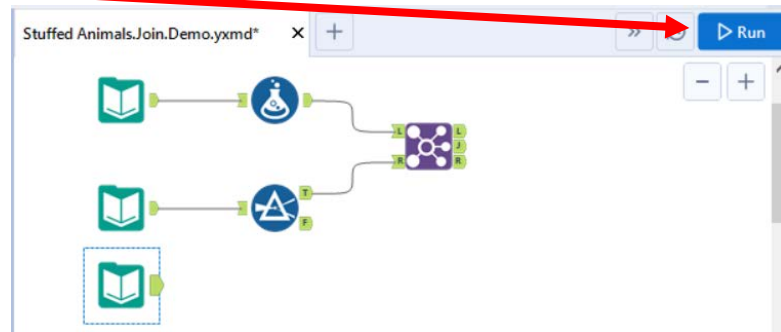 Stuffed Animals.Join.Demo.yxmd* × + » Run
− +
L L
J
R R
T
F